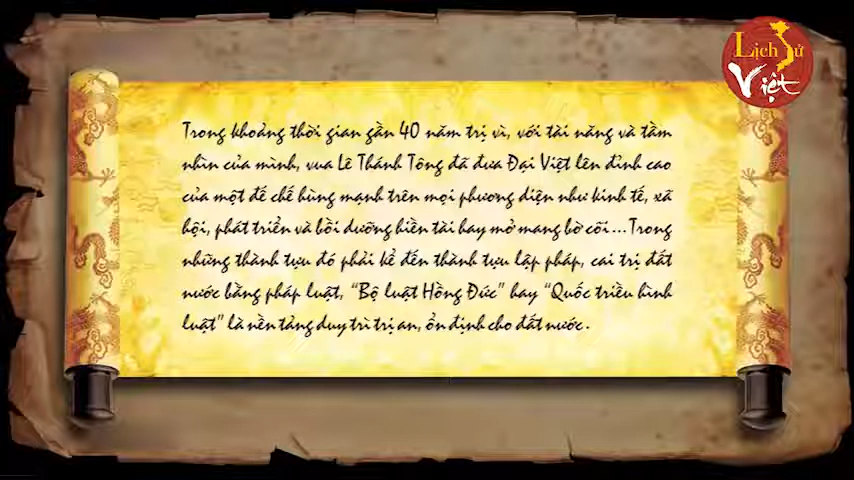 Lịch Sử
Việt
Trong khoảng thời gian gần 40 năm trị vì, với tài năng và tầm
nhìn của mình, vua Lê Thánh Tông đã đưa Đại Việt lên đỉnh cao
của một đế chế hùng mạnh trên mọi phương diện như kinh tế, xã
hội, phát triển và bồi dưỡng hiền tài hay mở mang bờ cõi... Trong
những thành tựu đó phải kể đến thành tựu lập pháp, cai trị đất
nước bằng pháp luật, "Bộ luật Hồng Đức" hay "Quốc triều hình
luật" là nền tảng duy trì trị an, ổn định cho đất nước.